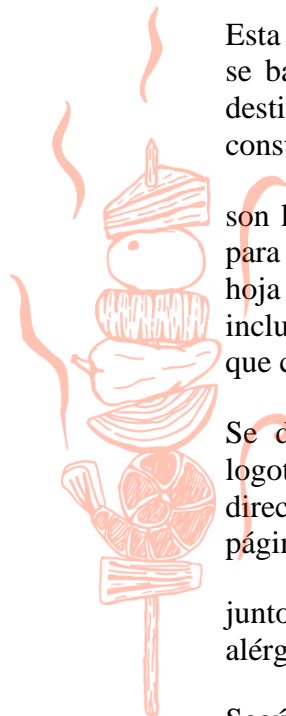 Esta
se ba
desti
const
son l
para
hoja
inclu
que c
Se d
logot
direc
págin
junto
alérg